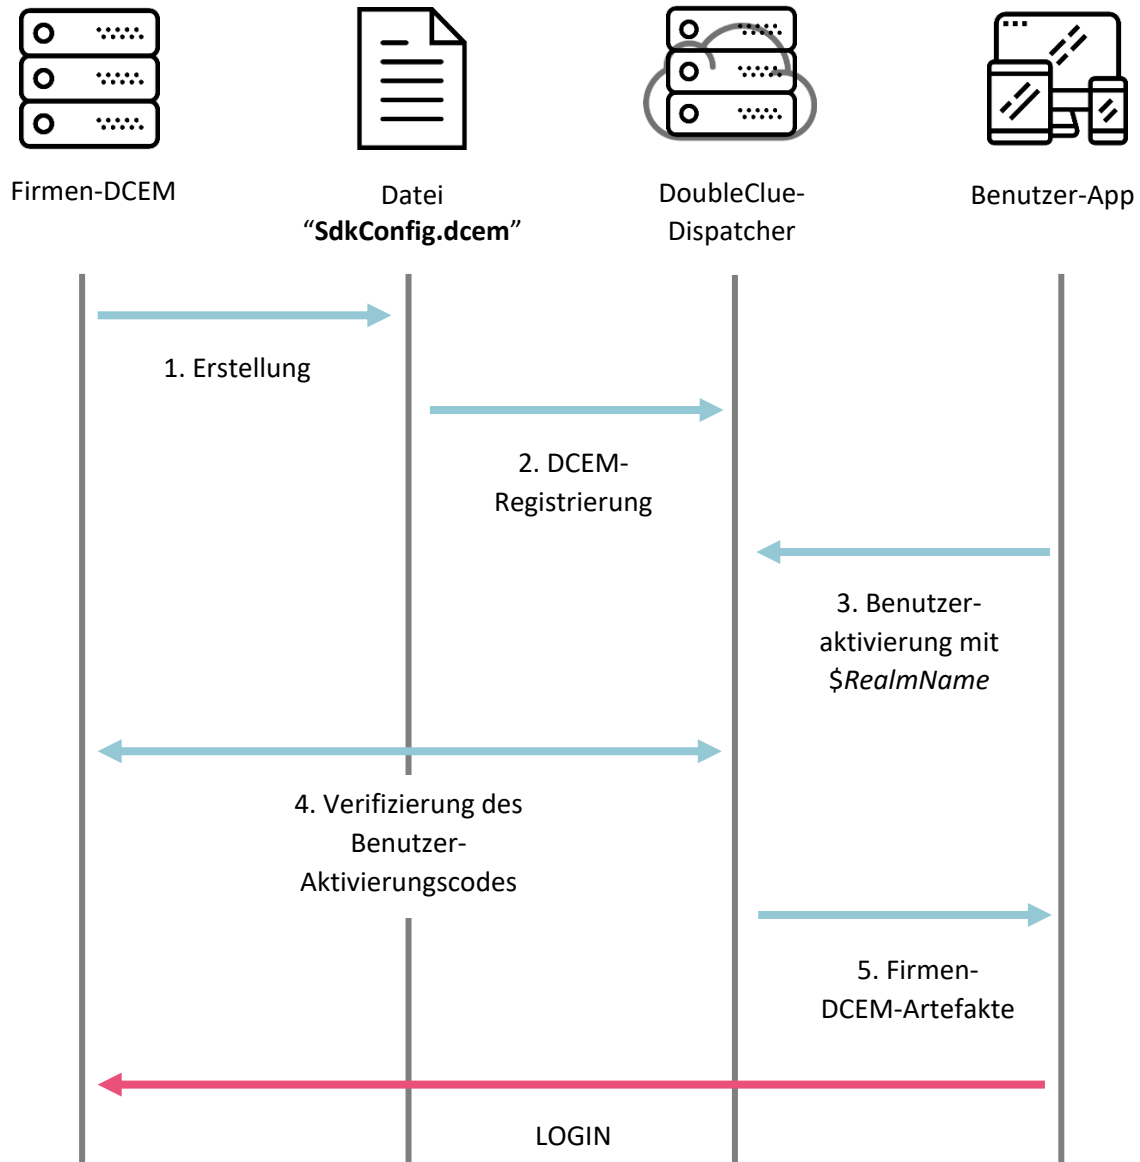 Firmen-DCEM
Datei
“SdkConfig.dcem”
DoubleClue-
Dispatcher
Benutzer-App
1. Erstellung
2. DCEM-
Registrierung
3. Benutzer-
aktivierung mit
$RealmName
4. Verifizierung des
Benutzer-
Aktivierungscodes
5. Firmen-
DCEM-Artefakte
LOGIN